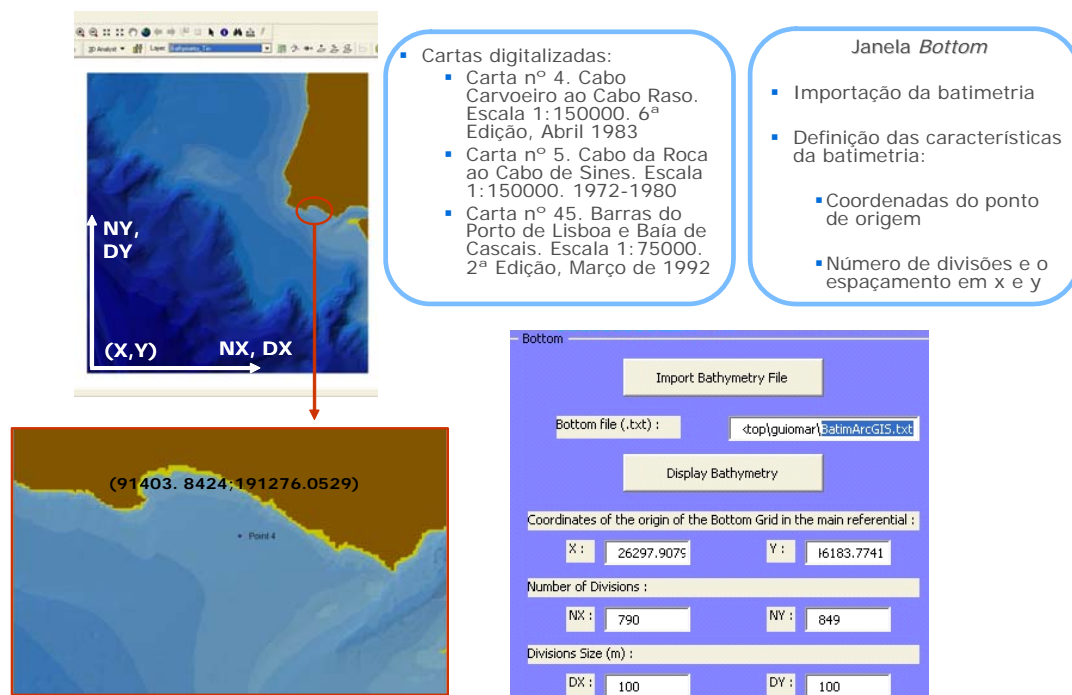 3D Analyst
Layer:
Cartas digitalizadas:
Carta nº 4. Cabo
Carvoeiro ao Cabo Raso.
Escala 1:150000. 6ª
Edição, Abril 1983
Carta nº 5. Cabo da Roca
ao Cabo de Sines. Escala
1:150000. 1972-1980
Carta nº 45. Barras do
Porto de Lisboa e Baía de
Cascais. Escala 1:75000.
2ª Edição, Março de 1992
Janela Bottom
Importação da batimetria
Definição das características
da batimetria:
Coordenadas do ponto
de origem
Número de divisões e o
espaçamento em x e y
NY,
DY
(X,Y) NX, DX
(91403. 8424;191276.0529)
Point 4
Bottom
Import Bathymetry File
Bottom file (.txt) : top\guiomar\BatimArcGIS.txt
Display Bathymetry
Coordinates of the origin of the Bottom Grid in the main referential :
X : 26297.9079 Y : 6183.7741
Number of Divisions :
NX : 790 NY : 849
Divisions Size (m) :
DX : 100 DY : 100